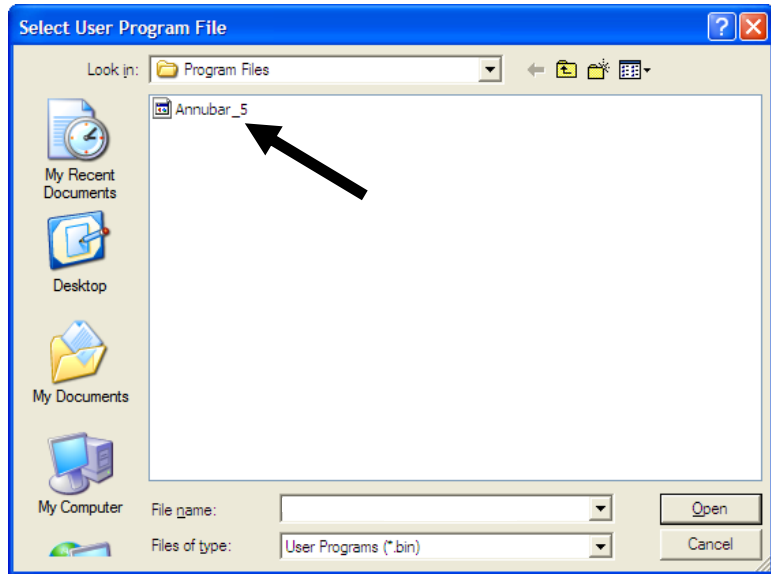 Select User Program File
Look in: Program Files
Annubar_5
My Recent
Documents
Desktop
My Documents
My Computer
File name: Open
Files of type: User Programs (*.bin) Cancel